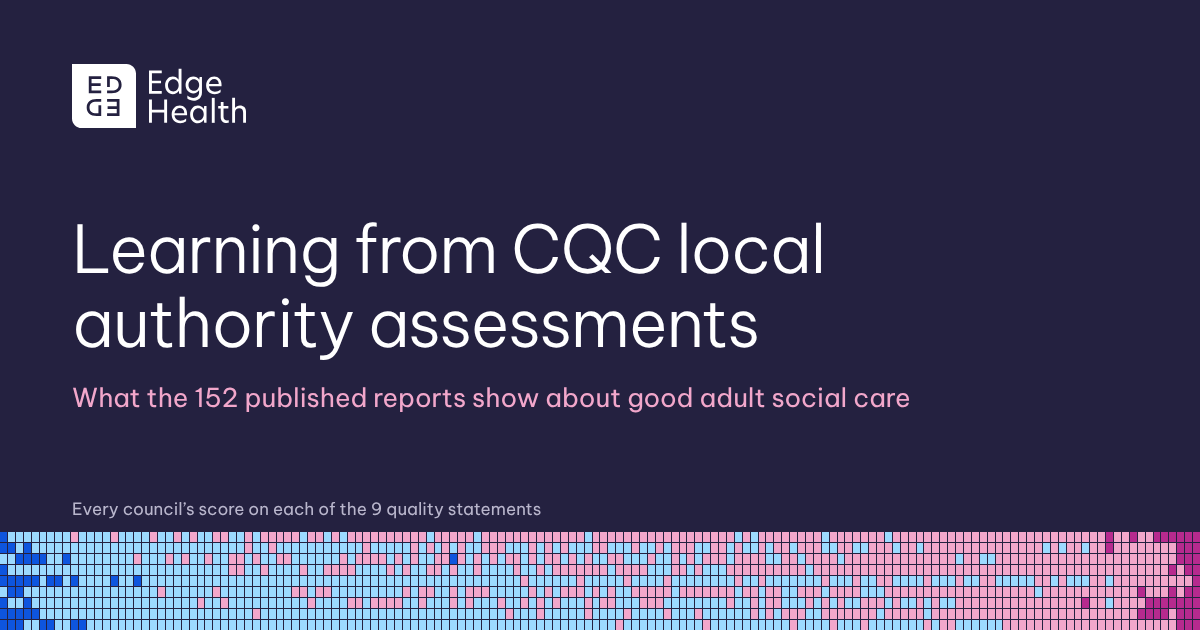 ED
GE
Edge
Health
Learning from CQC local
authority assessments
What the 152 published reports show about good adult social care
Every council’s score on each of the 9 quality statements